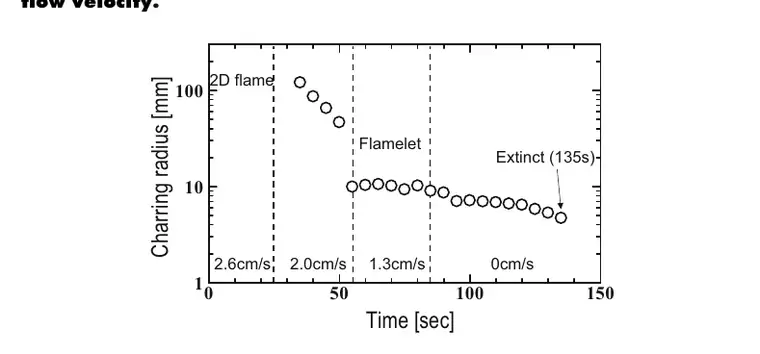 flow velocity.
2D flame
100
Flamelet
Extinct (135s)
10
Charring radius [mm]
2.6cm/s
2.0cm/s
1.3cm/s
0cm/s
1
0
50
100
150
Time [sec]